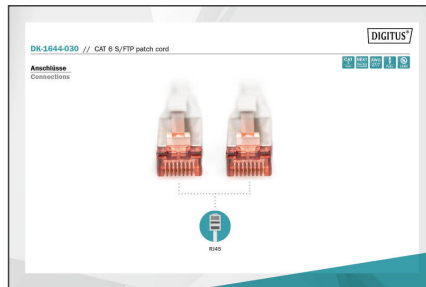 DIGITUS®
DK-1644-030 // CAT 6 S/FTP patch cord
Anschlüsse
Connections
RJ45